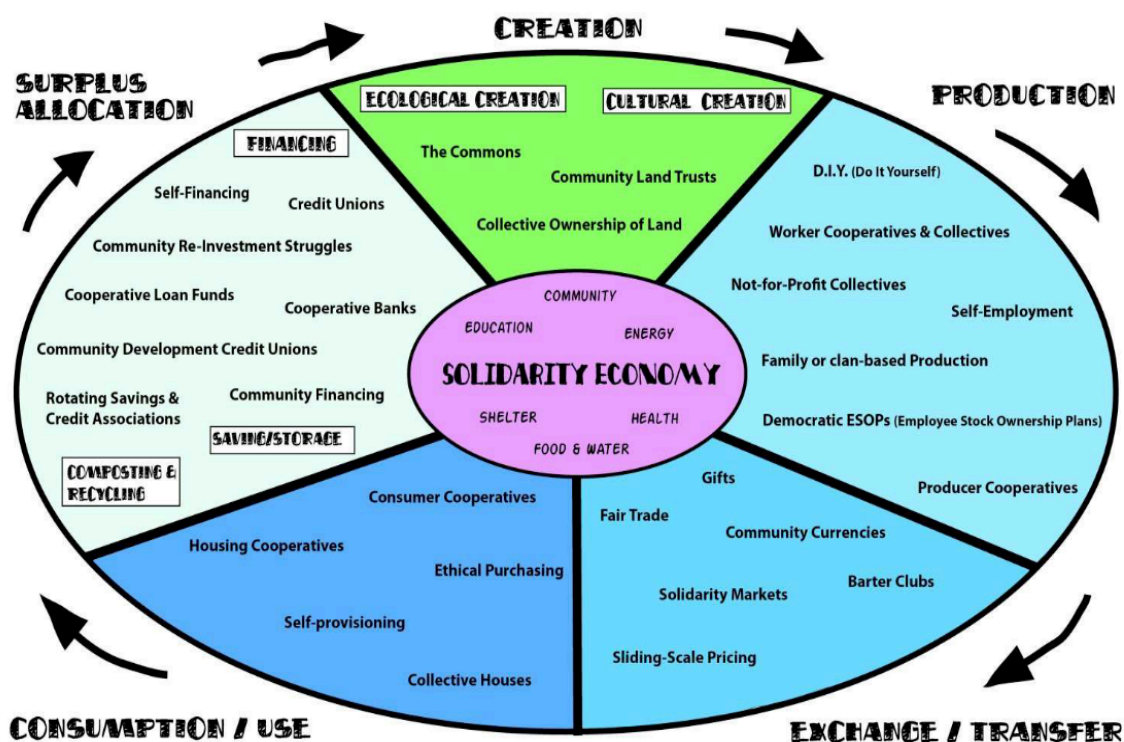 CREATION
SURPLUS
ALLOCATION
PRODUCTION
ECOLOGICAL CREATION
CULTURAL CREATION
The Commons
Community Land Trusts
Collective Ownership of Land
FINANCING
Self-Financing
Credit Unions
Community Re-Investment Struggles
Cooperative Loan Funds
Cooperative Banks
Community Development Credit Unions
Rotating Savings &
Credit Associations
Community Financing
SAVING/STORAGE
COMPOSTING &
RECYCLING
D.I.Y. (Do It Yourself)
Worker Cooperatives & Collectives
Not-for-Profit Collectives
Self-Employment
Family or clan-based Production
Democratic ESOPs (Employee Stock Ownership Plans)
Producer Cooperatives
COMMUNITY
EDUCATION
ENERGY
SOLIDARITY ECONOMY
SHELTER
HEALTH
FOOD & WATER
Consumer Cooperatives
Housing Cooperatives
Ethical Purchasing
Self-provisioning
Collective Houses
Gifts
Fair Trade
Community Currencies
Barter Clubs
Solidarity Markets
Sliding-Scale Pricing
CONSUMPTION / USE
EXCHANGE / TRANSFER